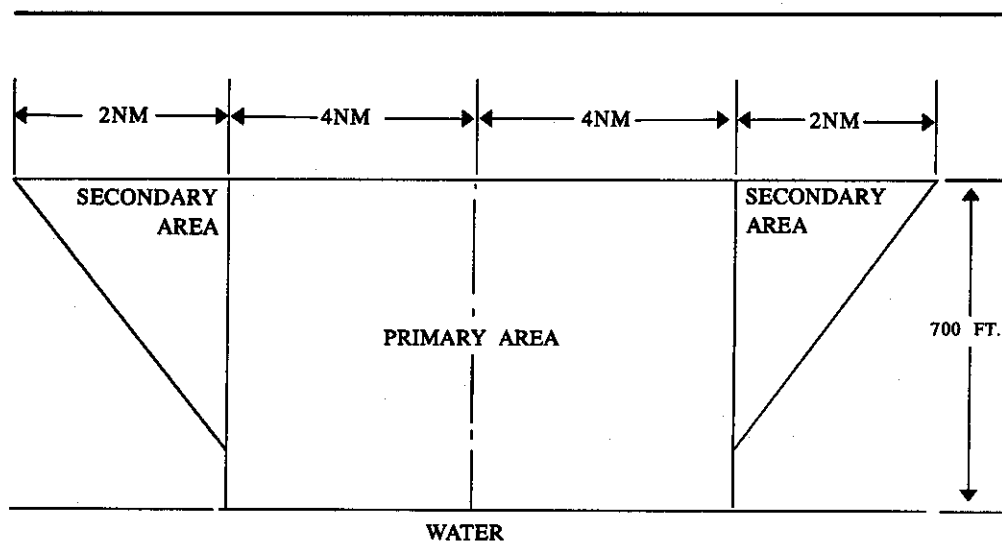 2NM
4NM
4NM
2NM
SECONDARY
AREA
SECONDARY
AREA
PRIMARY AREA
700 FT.
WATER